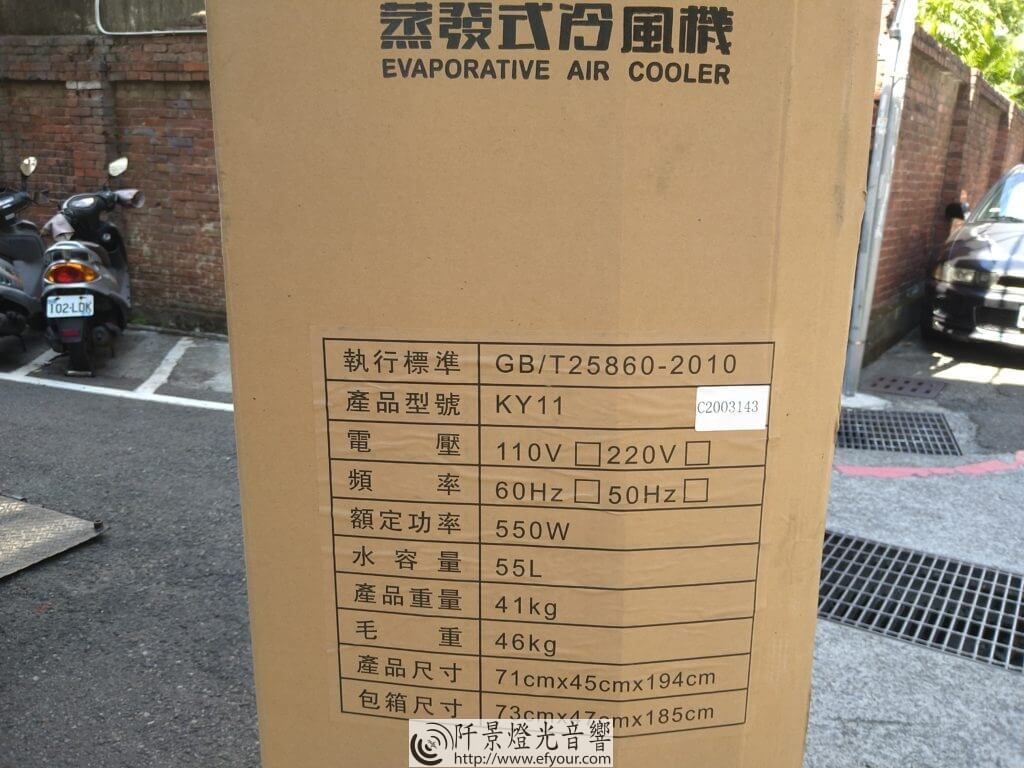 蒸發式冷風機
EVAPORATIVE AIR COOLER
執行標準 GB/T25860-2010
產品型號 KY11 C2003143
電壓 110V □ 220V □
頻率 60Hz □ 50Hz □
額定功率 550W
水容量 55L
產品重量 41kg
毛重 46kg
產品尺寸 71cmx45cmx194cm
包箱尺寸 73cmx47cmx185cm
102-LDK
阡景燈光音響
http://www.efyour.com/